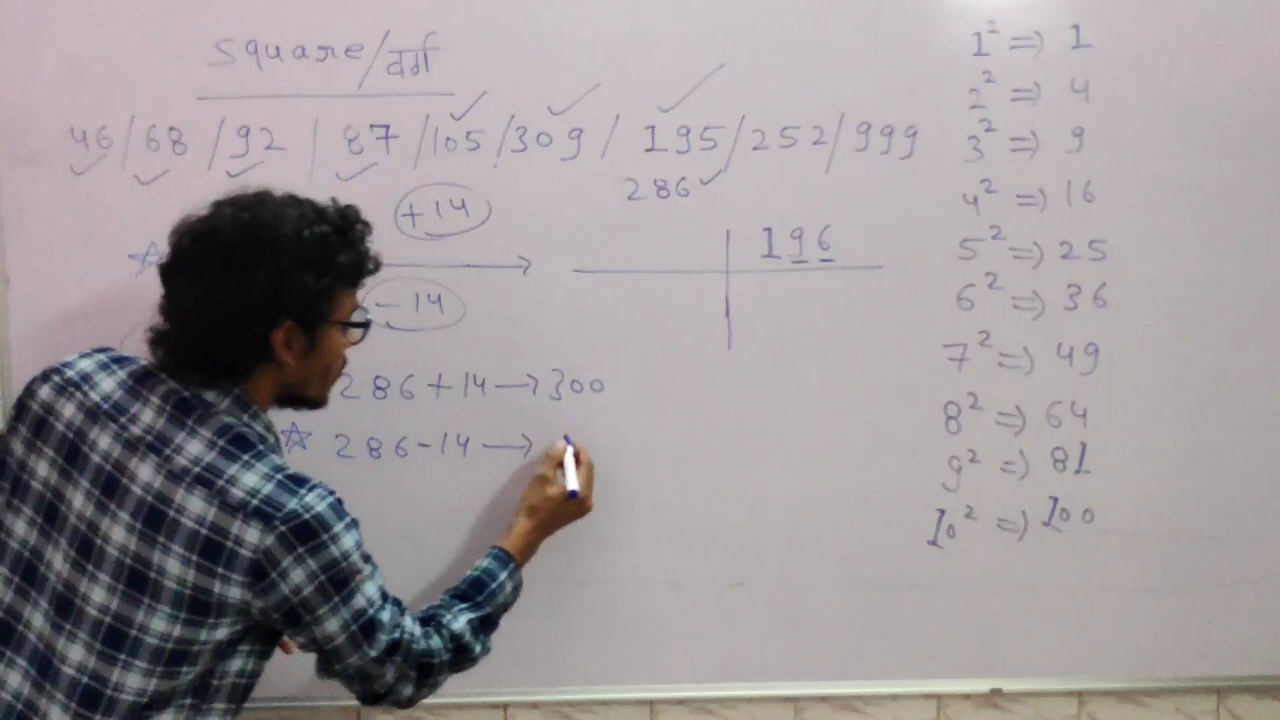 Square/वर्ग
46/68/92/87/105/309/195/252/999
286
+14
196
-14
286+14→300
☆ 286-14→
1² ⇒ 1
2² ⇒ 4
3² ⇒ 9
4² ⇒ 16
5² ⇒ 25
6² ⇒ 36
7² ⇒ 49
8² ⇒ 64
9² ⇒ 81
10² ⇒ 100